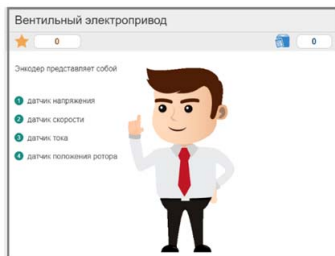 Вентильный электропривод
0
0
Энкодер представляет собой
1 датчик напряжения
2 датчик скорости
3 датчик тока
4 датчик положения ротора